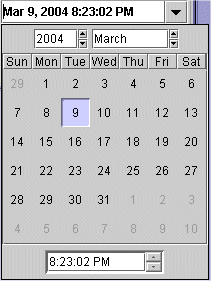 Mar 9, 2004 8:23:02 PM
2004 March
Sun Mon Tue Wed Thu Fri Sat
29 1 2 3 4 5 6
7 8 9 10 11 12 13
14 15 16 17 18 19 20
21 22 23 24 25 26 27
28 29 30 31 1 2 3
4 5 6 7 8 9 10
8:23:02 PM